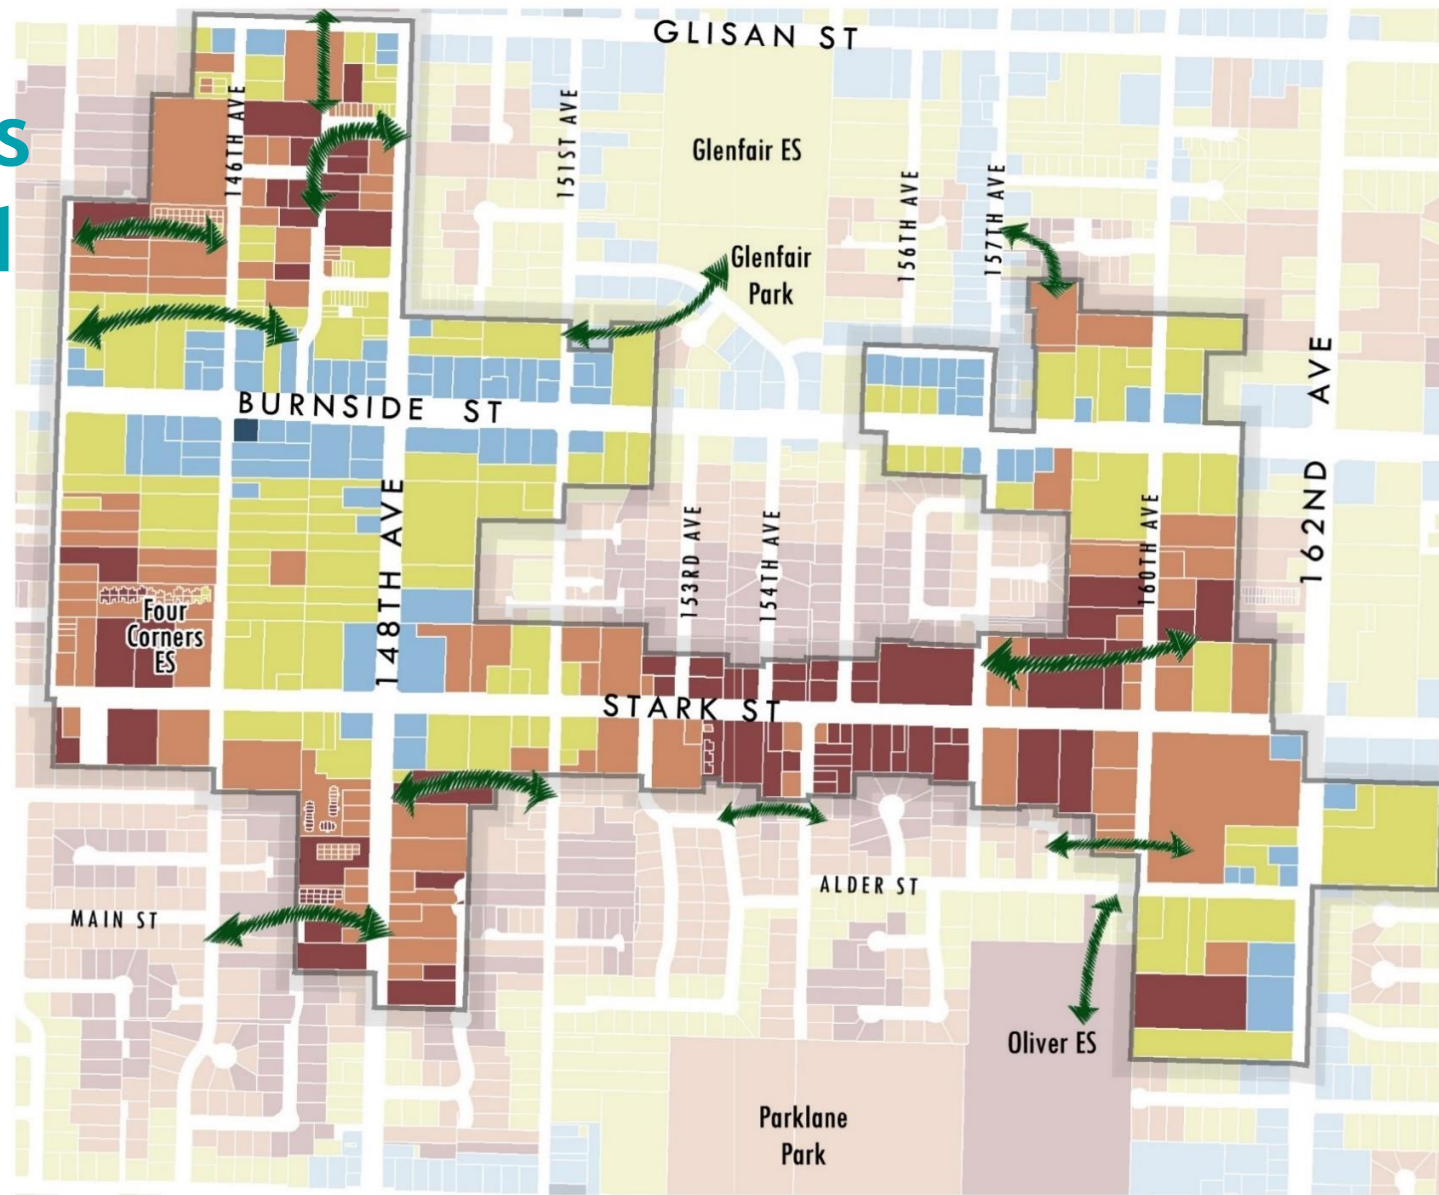 s
l
GLISAN ST
146TH AVE
151ST AVE
Glenfair ES
156TH AVE
157TH AVE
Glenfair
Park
BURNSIDE ST
162ND AVE
148TH AVE
153RD AVE
154TH AVE
160TH AVE
Four
Corners
ES
STARK ST
MAIN ST
ALDER ST
Oliver ES
Parklane
Park